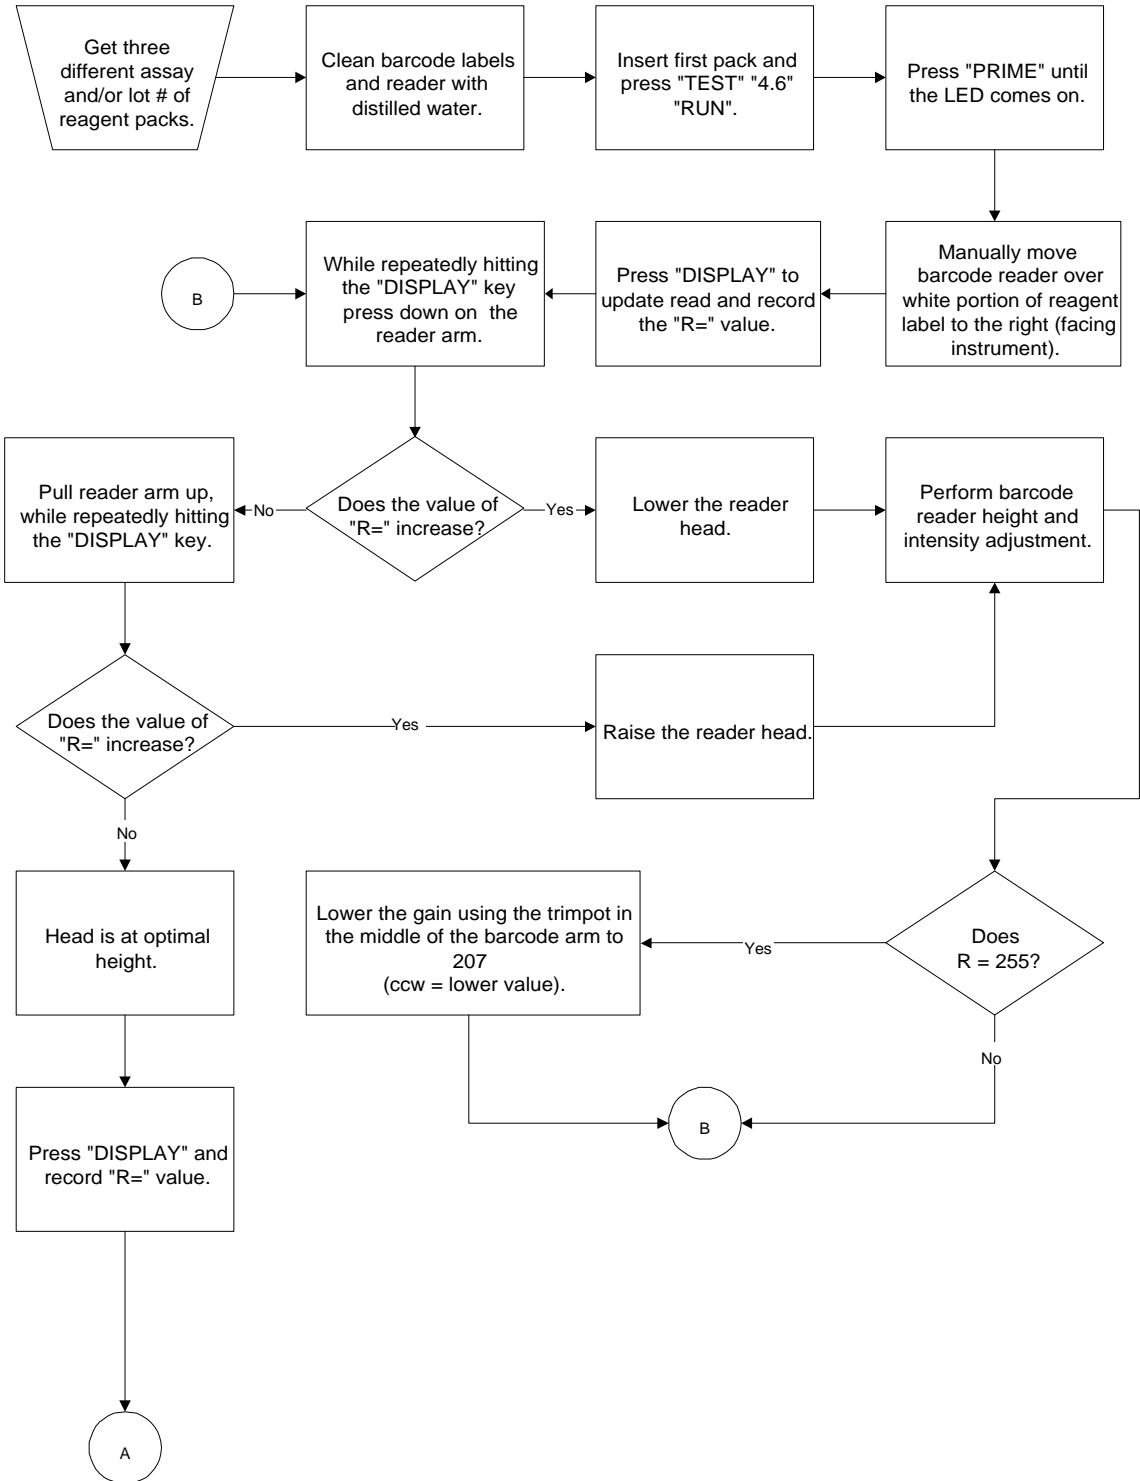 Get three
different assay
and/or lot # of
reagent packs.
Clean barcode labels
and reader with
distilled water.
Insert first pack and
press "TEST" "4.6"
"RUN".
Press "PRIME" until
the LED comes on.
Manually move
barcode reader over
white portion of reagent
label to the right (facing
instrument).
Press "DISPLAY" to
update read and record
the "R=" value.
While repeatedly hitting
the "DISPLAY" key
press down on the
reader arm.
B
Does the value of
"R=" increase?
Yes
Lower the reader
head.
Perform barcode
reader height and
intensity adjustment.
No
Pull reader arm up,
while repeatedly hitting
the "DISPLAY" key.
Does the value of
"R=" increase?
Yes
Raise the reader head.
No
Head is at optimal
height.
Does
R = 255?
Yes
Lower the gain using the trimpot in
the middle of the barcode arm to
207
(ccw = lower value).
No
B
Press "DISPLAY" and
record "R=" value.
A